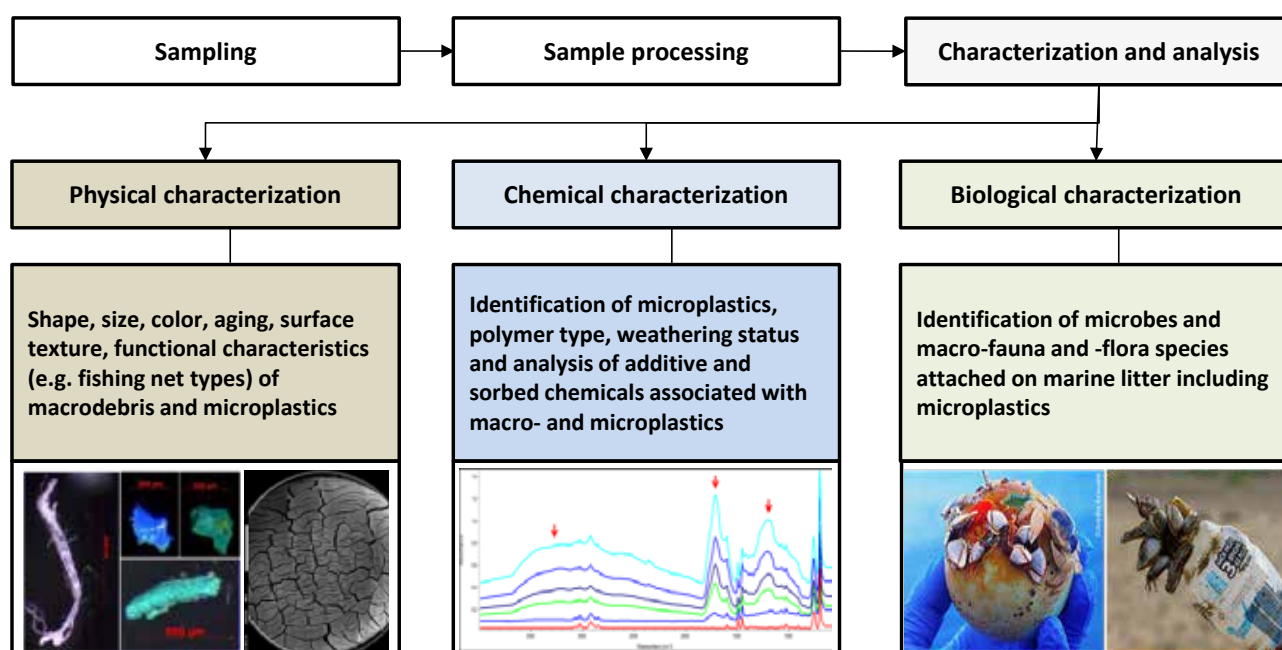 Sampling
Sample processing
Characterization and analysis
Physical characterization
Chemical characterization
Biological characterization
Shape, size, color, aging, surface
texture, functional characteristics
(e.g. fishing net types) of
macrodebris and microplastics
Identification of microplastics,
polymer type, weathering status
and analysis of additive and
sorbed chemicals associated with
macro- and microplastics
Identification of microbes and
macro-fauna and -flora species
attached on marine litter including
microplastics